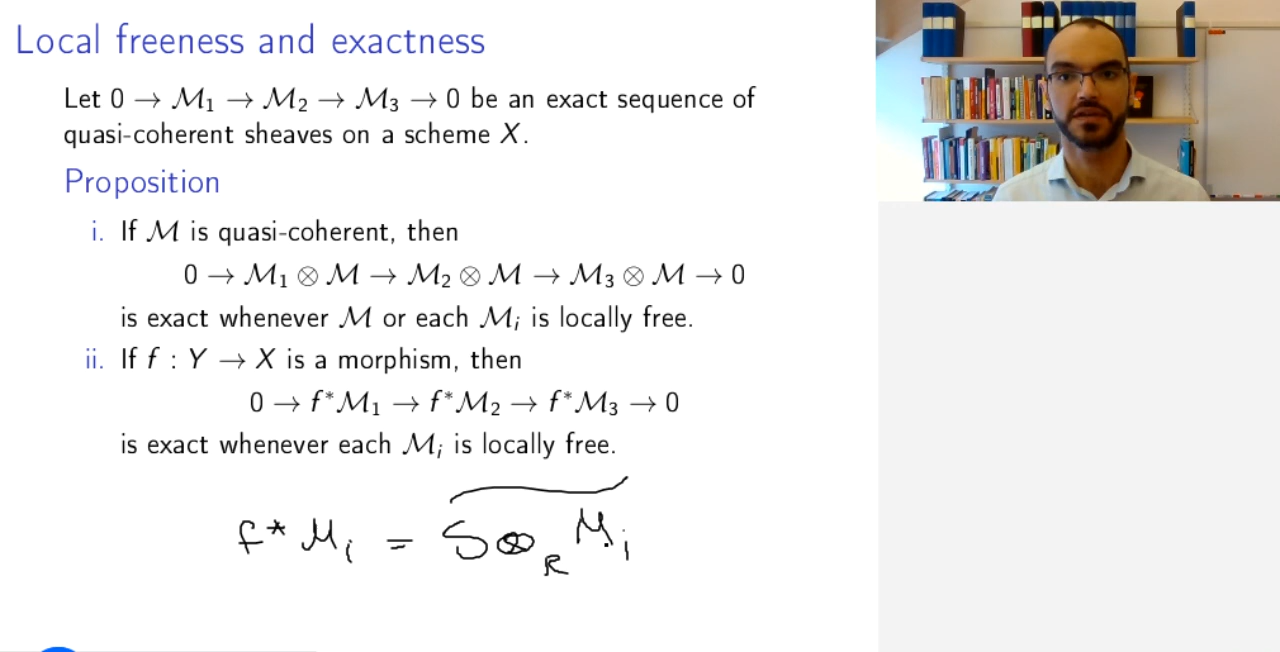 Local freeness and exactness
Let 0 → ℳ₁ → ℳ₂ → ℳ₃ → 0 be an exact sequence of
quasi-coherent sheaves on a scheme X.
Proposition
i. If ℳ is quasi-coherent, then
0 → ℳ₁ ⊗ ℳ → ℳ₂ ⊗ ℳ → ℳ₃ ⊗ ℳ → 0
is exact whenever ℳ or each ℳᵢ is locally free.
ii. If f : Y → X is a morphism, then
0 → f*ℳ₁ → f*ℳ₂ → f*ℳ₃ → 0
is exact whenever each ℳᵢ is locally free.
f* ℳᵢ = \widetilde{S ⊗_R Mᵢ}